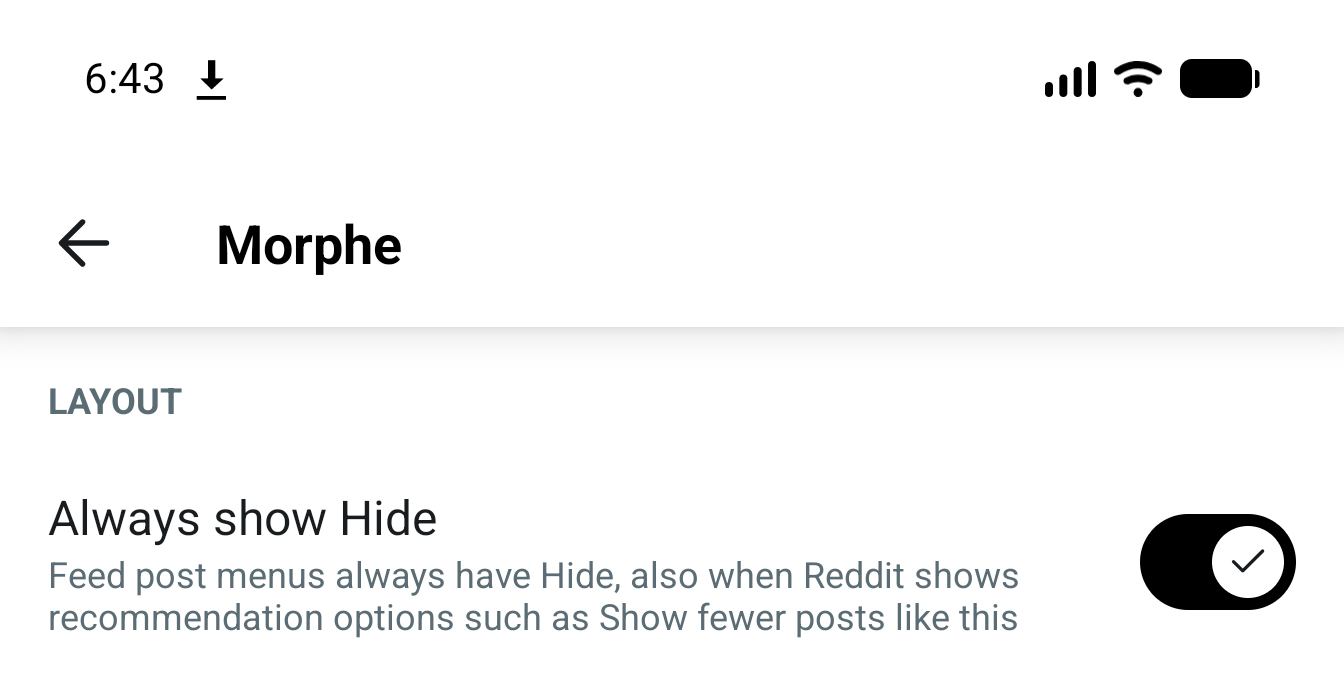 6:43
Morphe
LAYOUT
Always show Hide
Feed post menus always have Hide, also when Reddit shows
recommendation options such as Show fewer posts like this